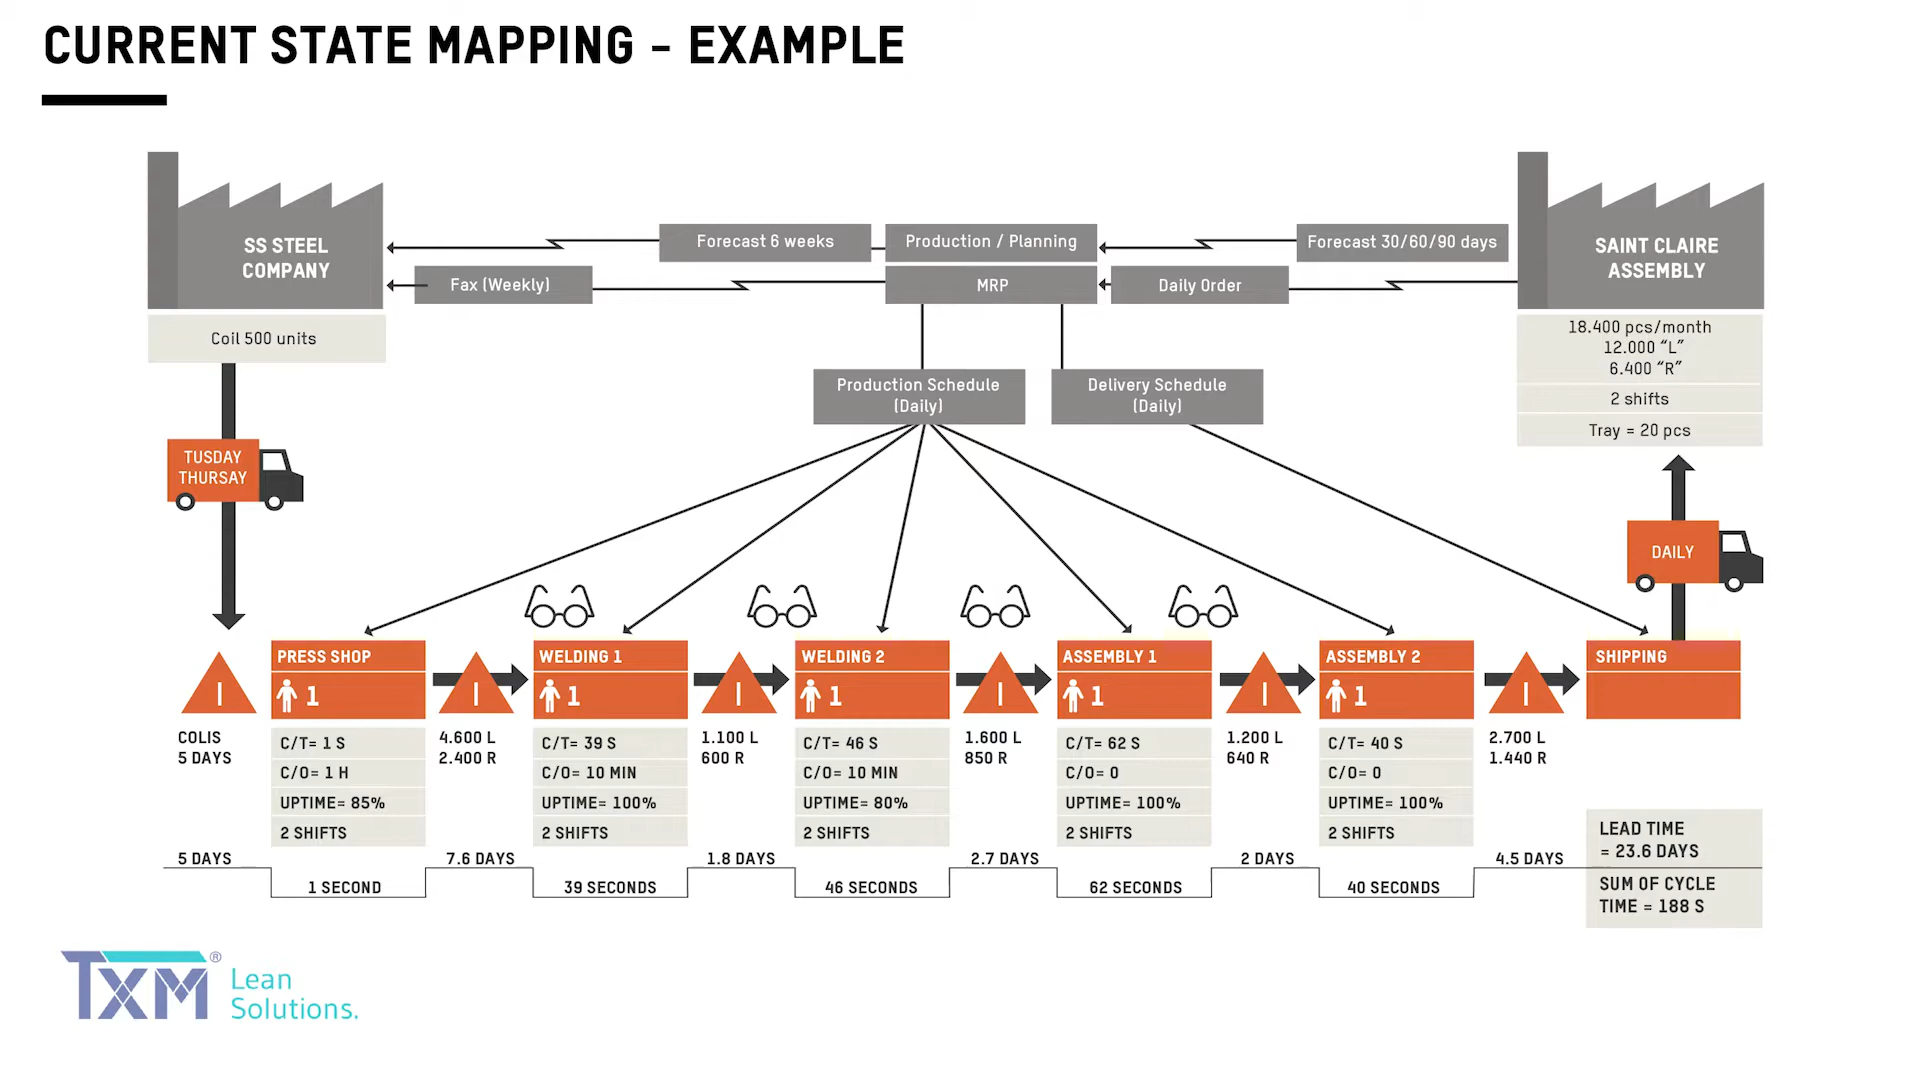 CURRENT STATE MAPPING – EXAMPLE
SS STEEL
COMPANY
Coil 500 units
Forecast 6 weeks
Production / Planning
Forecast 30/60/90 days
Fax (Weekly)
MRP
Daily Order
SAINT CLAIRE
ASSEMBLY
18.400 pcs/month
12.000 “L”
6.400 “R”
2 shifts
Tray = 20 pcs
Production Schedule
(Daily)
Delivery Schedule
(Daily)
TUSDAY
THURSAY
DAILY
I
COLIS
5 DAYS
PRESS SHOP
1
C/T= 1 S
C/O= 1 H
UPTIME= 85%
2 SHIFTS
I
4.600 L
2.400 R
WELDING 1
1
C/T= 39 S
C/O= 10 MIN
UPTIME= 100%
2 SHIFTS
I
1.100 L
600 R
WELDING 2
1
C/T= 46 S
C/O= 10 MIN
UPTIME= 80%
2 SHIFTS
I
1.600 L
850 R
ASSEMBLY 1
1
C/T= 62 S
C/O= 0
UPTIME= 100%
2 SHIFTS
I
1.200 L
640 R
ASSEMBLY 2
1
C/T= 40 S
C/O= 0
UPTIME= 100%
2 SHIFTS
I
2.700 L
1.440 R
SHIPPING
5 DAYS
1 SECOND
7.6 DAYS
39 SECONDS
1.8 DAYS
46 SECONDS
2.7 DAYS
62 SECONDS
2 DAYS
40 SECONDS
4.5 DAYS
LEAD TIME
= 23.6 DAYS
SUM OF CYCLE
TIME = 188 S
TXM®
Lean
Solutions.